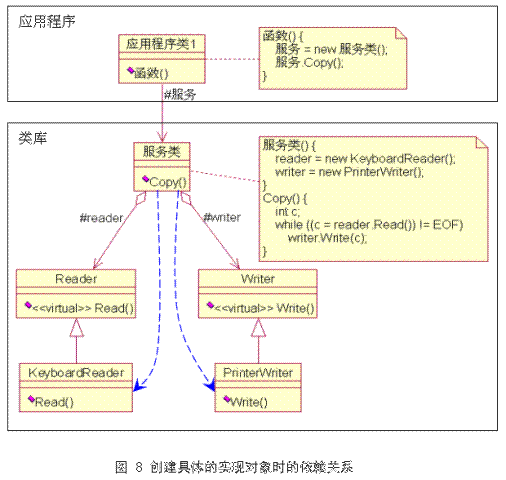 应用程序
应用程序类1
函数()
函数() {
服务 = new 服务类();
服务.Copy();
}
#服务
类库
服务类
Copy()
服务类() {
reader = new KeyboardReader();
writer = new PrinterWriter();
}
Copy() {
int c;
while ((c = reader.Read()) != EOF)
writer.Write(c);
}
#reader
#writer
Reader
<<virtual>> Read()
Writer
<<virtual>> Write()
KeyboardReader
Read()
PrinterWriter
Write()
图 8 创建具体的实现对象时的依赖关系